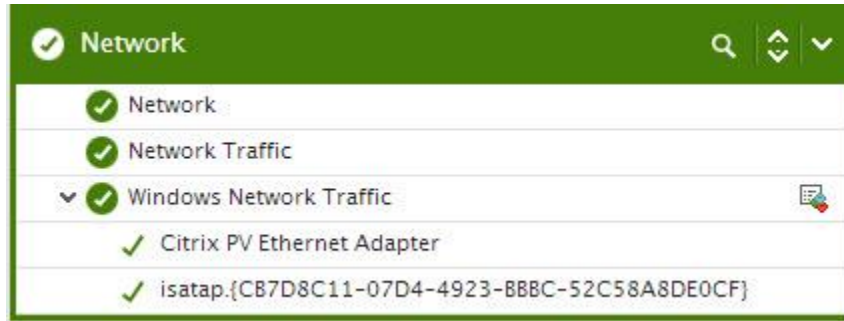 Network
Network
Network Traffic
Windows Network Traffic
Citrix PV Ethernet Adapter
isatap.{CB7D8C11-07D4-4923-BBBC-52C58A8DE0CF}